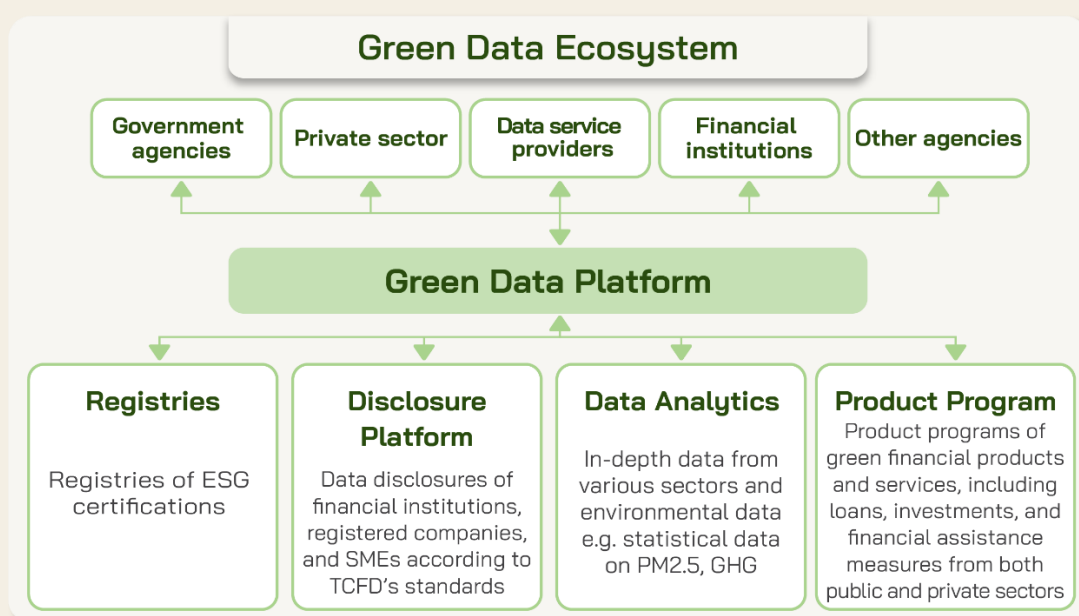 Green Data Ecosystem
Government
agencies
Private sector
Data service
providers
Financial
institutions
Other agencies
Green Data Platform
Registries
Registries of ESG
certifications
Disclosure
Platform
Data disclosures of
financial institutions,
registered companies,
and SMEs according to
TCFD's standards
Data Analytics
In-depth data from
various sectors and
environmental data
e.g. statistical data
on PM2.5, GHG
Product Program
Product programs of
green financial products
and services, including
loans, investments, and
financial assistance
measures from both
public and private sectors